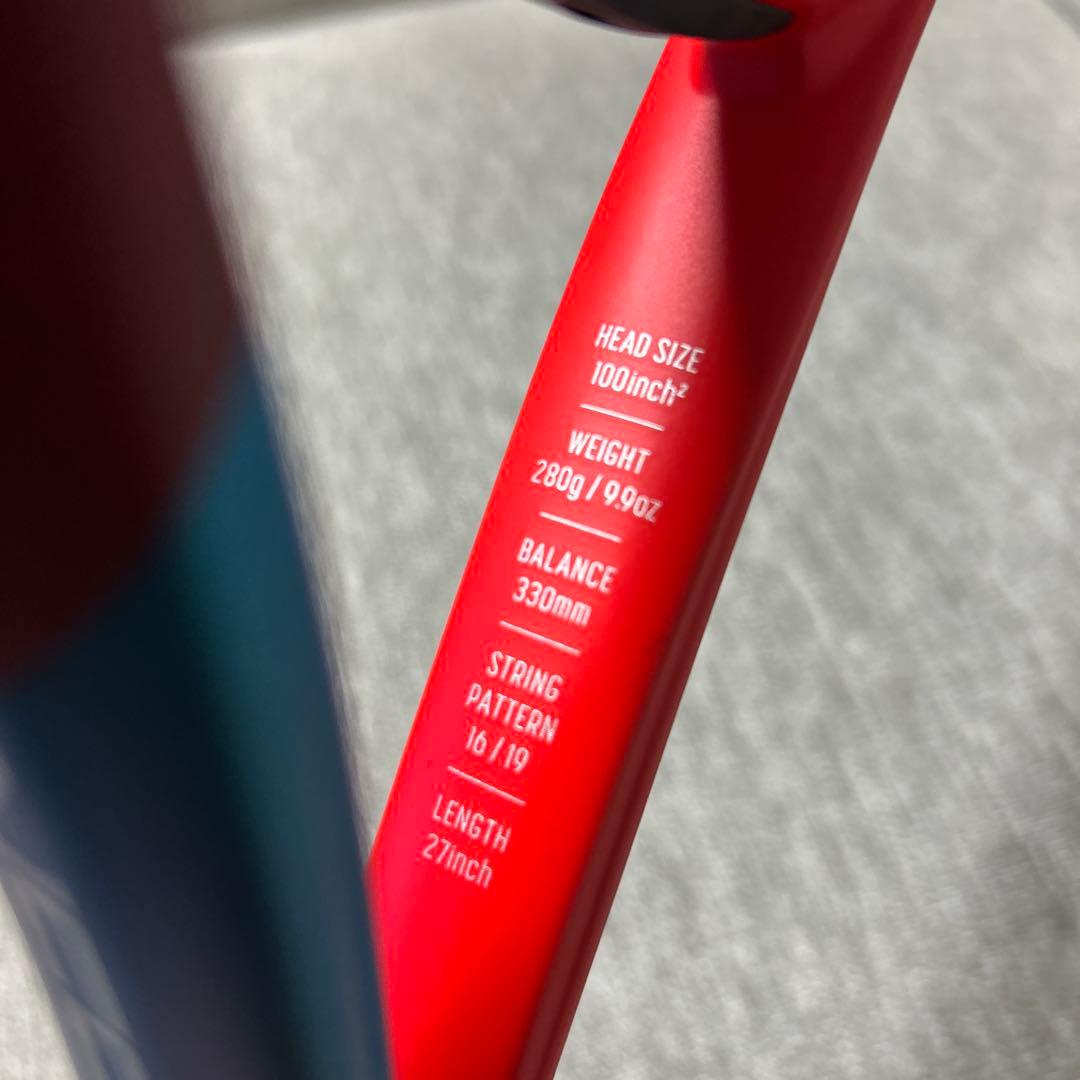 HEAD SIZE
100inch²
WEIGHT
280g / 9.9oz
BALANCE
330mm
STRING
PATTERN
16 / 19
LENGTH
27inch